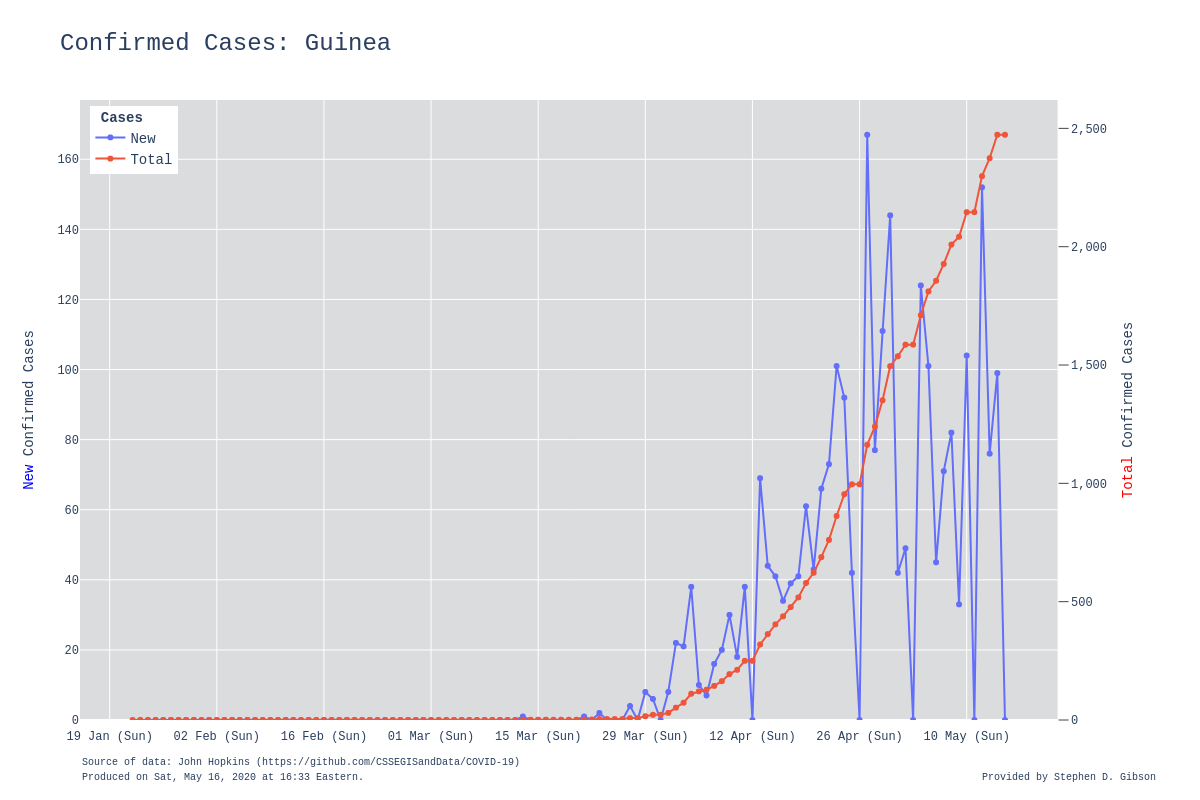 Confirmed Cases: Guinea
Cases
New
Total
160
140
120
100
80
60
40
20
0
2,500
2,000
1,500
1,000
500
0
New Confirmed Cases
Total Confirmed Cases
19 Jan (Sun) 02 Feb (Sun) 16 Feb (Sun) 01 Mar (Sun) 15 Mar (Sun) 29 Mar (Sun) 12 Apr (Sun) 26 Apr (Sun) 10 May (Sun)
Source of data: John Hopkins (https://github.com/CSSEGISandData/COVID-19)
Produced on Sat, May 16, 2020 at 16:33 Eastern.
Provided by Stephen D. Gibson